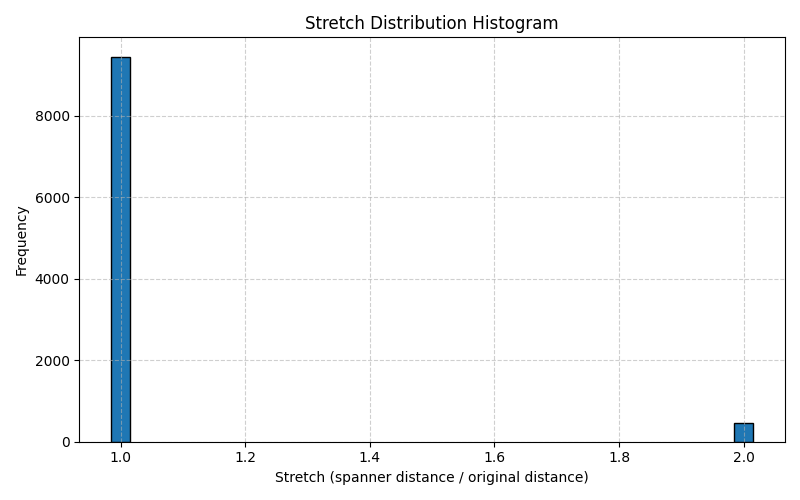 Stretch Distribution Histogram
Frequency
8000
6000
4000
2000
0
1.0 1.2 1.4 1.6 1.8 2.0
Stretch (spanner distance / original distance)